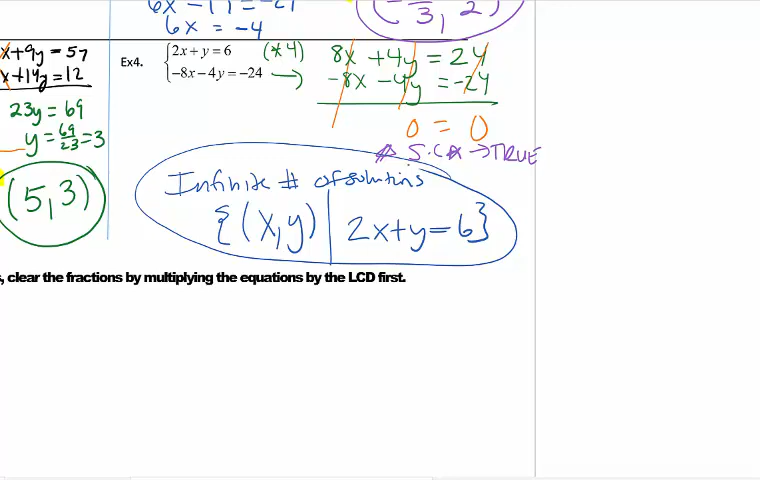 6x = -4
3, 2)
x+9y = 57
x+14y = 12
23y = 69
y = 69/23 = 3
(5,3)
Ex4.
2x + y = 6 (*4)
−8x − 4y = −24
8x + 4y = 24
-8x - 4y = -24
0 = 0
S.C. → TRUE
Infinite # of solutions
{(x,y) | 2x+y=6}
, clear the fractions by multiplying the equations by the LCD first.